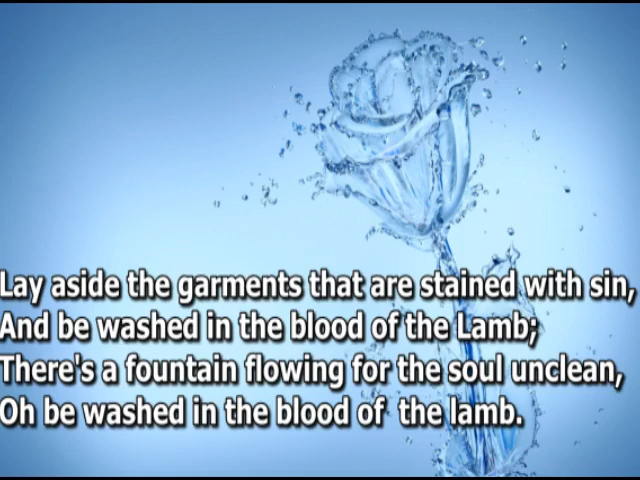 Lay aside the garments that are stained with sin,
And be washed in the blood of the Lamb;
There's a fountain flowing for the soul unclean,
Oh be washed in the blood of the lamb.